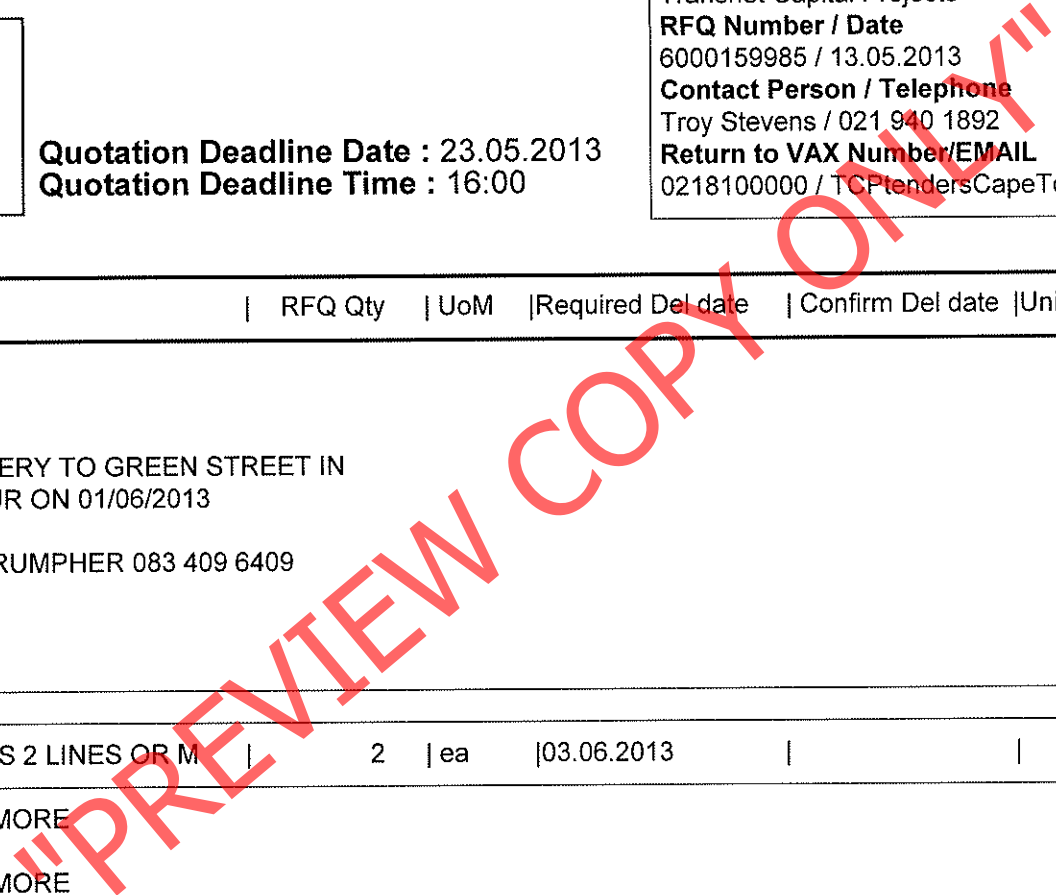 RFQ Number / Date
6000159985 / 13.05.2013
Contact Person / Telephone
Troy Stevens / 021 940 1892
Return to VAX Number/EMAIL
0218100000 / TCPtendersCapeTo
Quotation Deadline Date : 23.05.2013
Quotation Deadline Time : 16:00
| RFQ Qty | UoM |Required Del date | Confirm Del date |Uni
ERY TO GREEN STREET IN
UR ON 01/06/2013
RUMPHER 083 409 6409
S 2 LINES OR M | 2 | ea |03.06.2013 | |
MORE
MORE
"PREVIEW COPY ONLY"